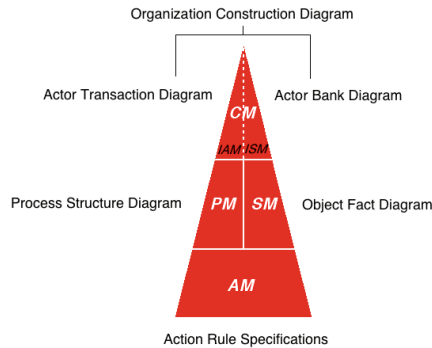 Organization Construction Diagram
Actor Transaction Diagram
Actor Bank Diagram
CM
IAM ISM
Process Structure Diagram
PM
SM
Object Fact Diagram
AM
Action Rule Specifications